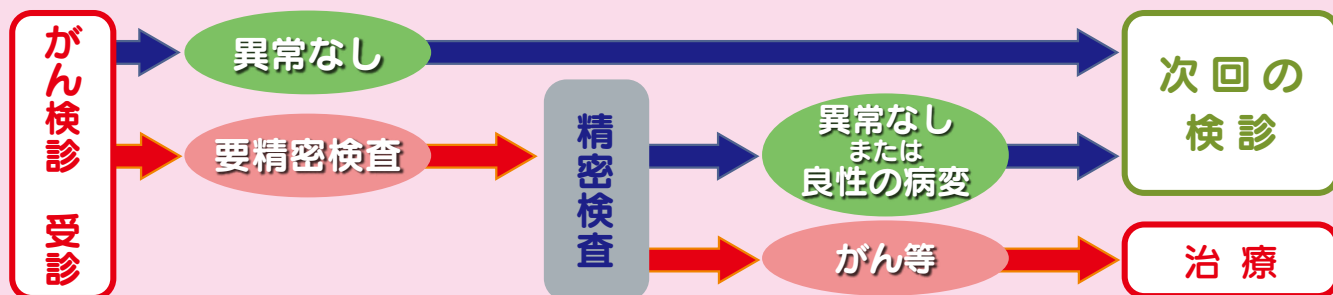 がん検診 受診
異常なし
要精密検査
精密検査
異常なし
または
良性の病変
がん等
次回の
検診
治療